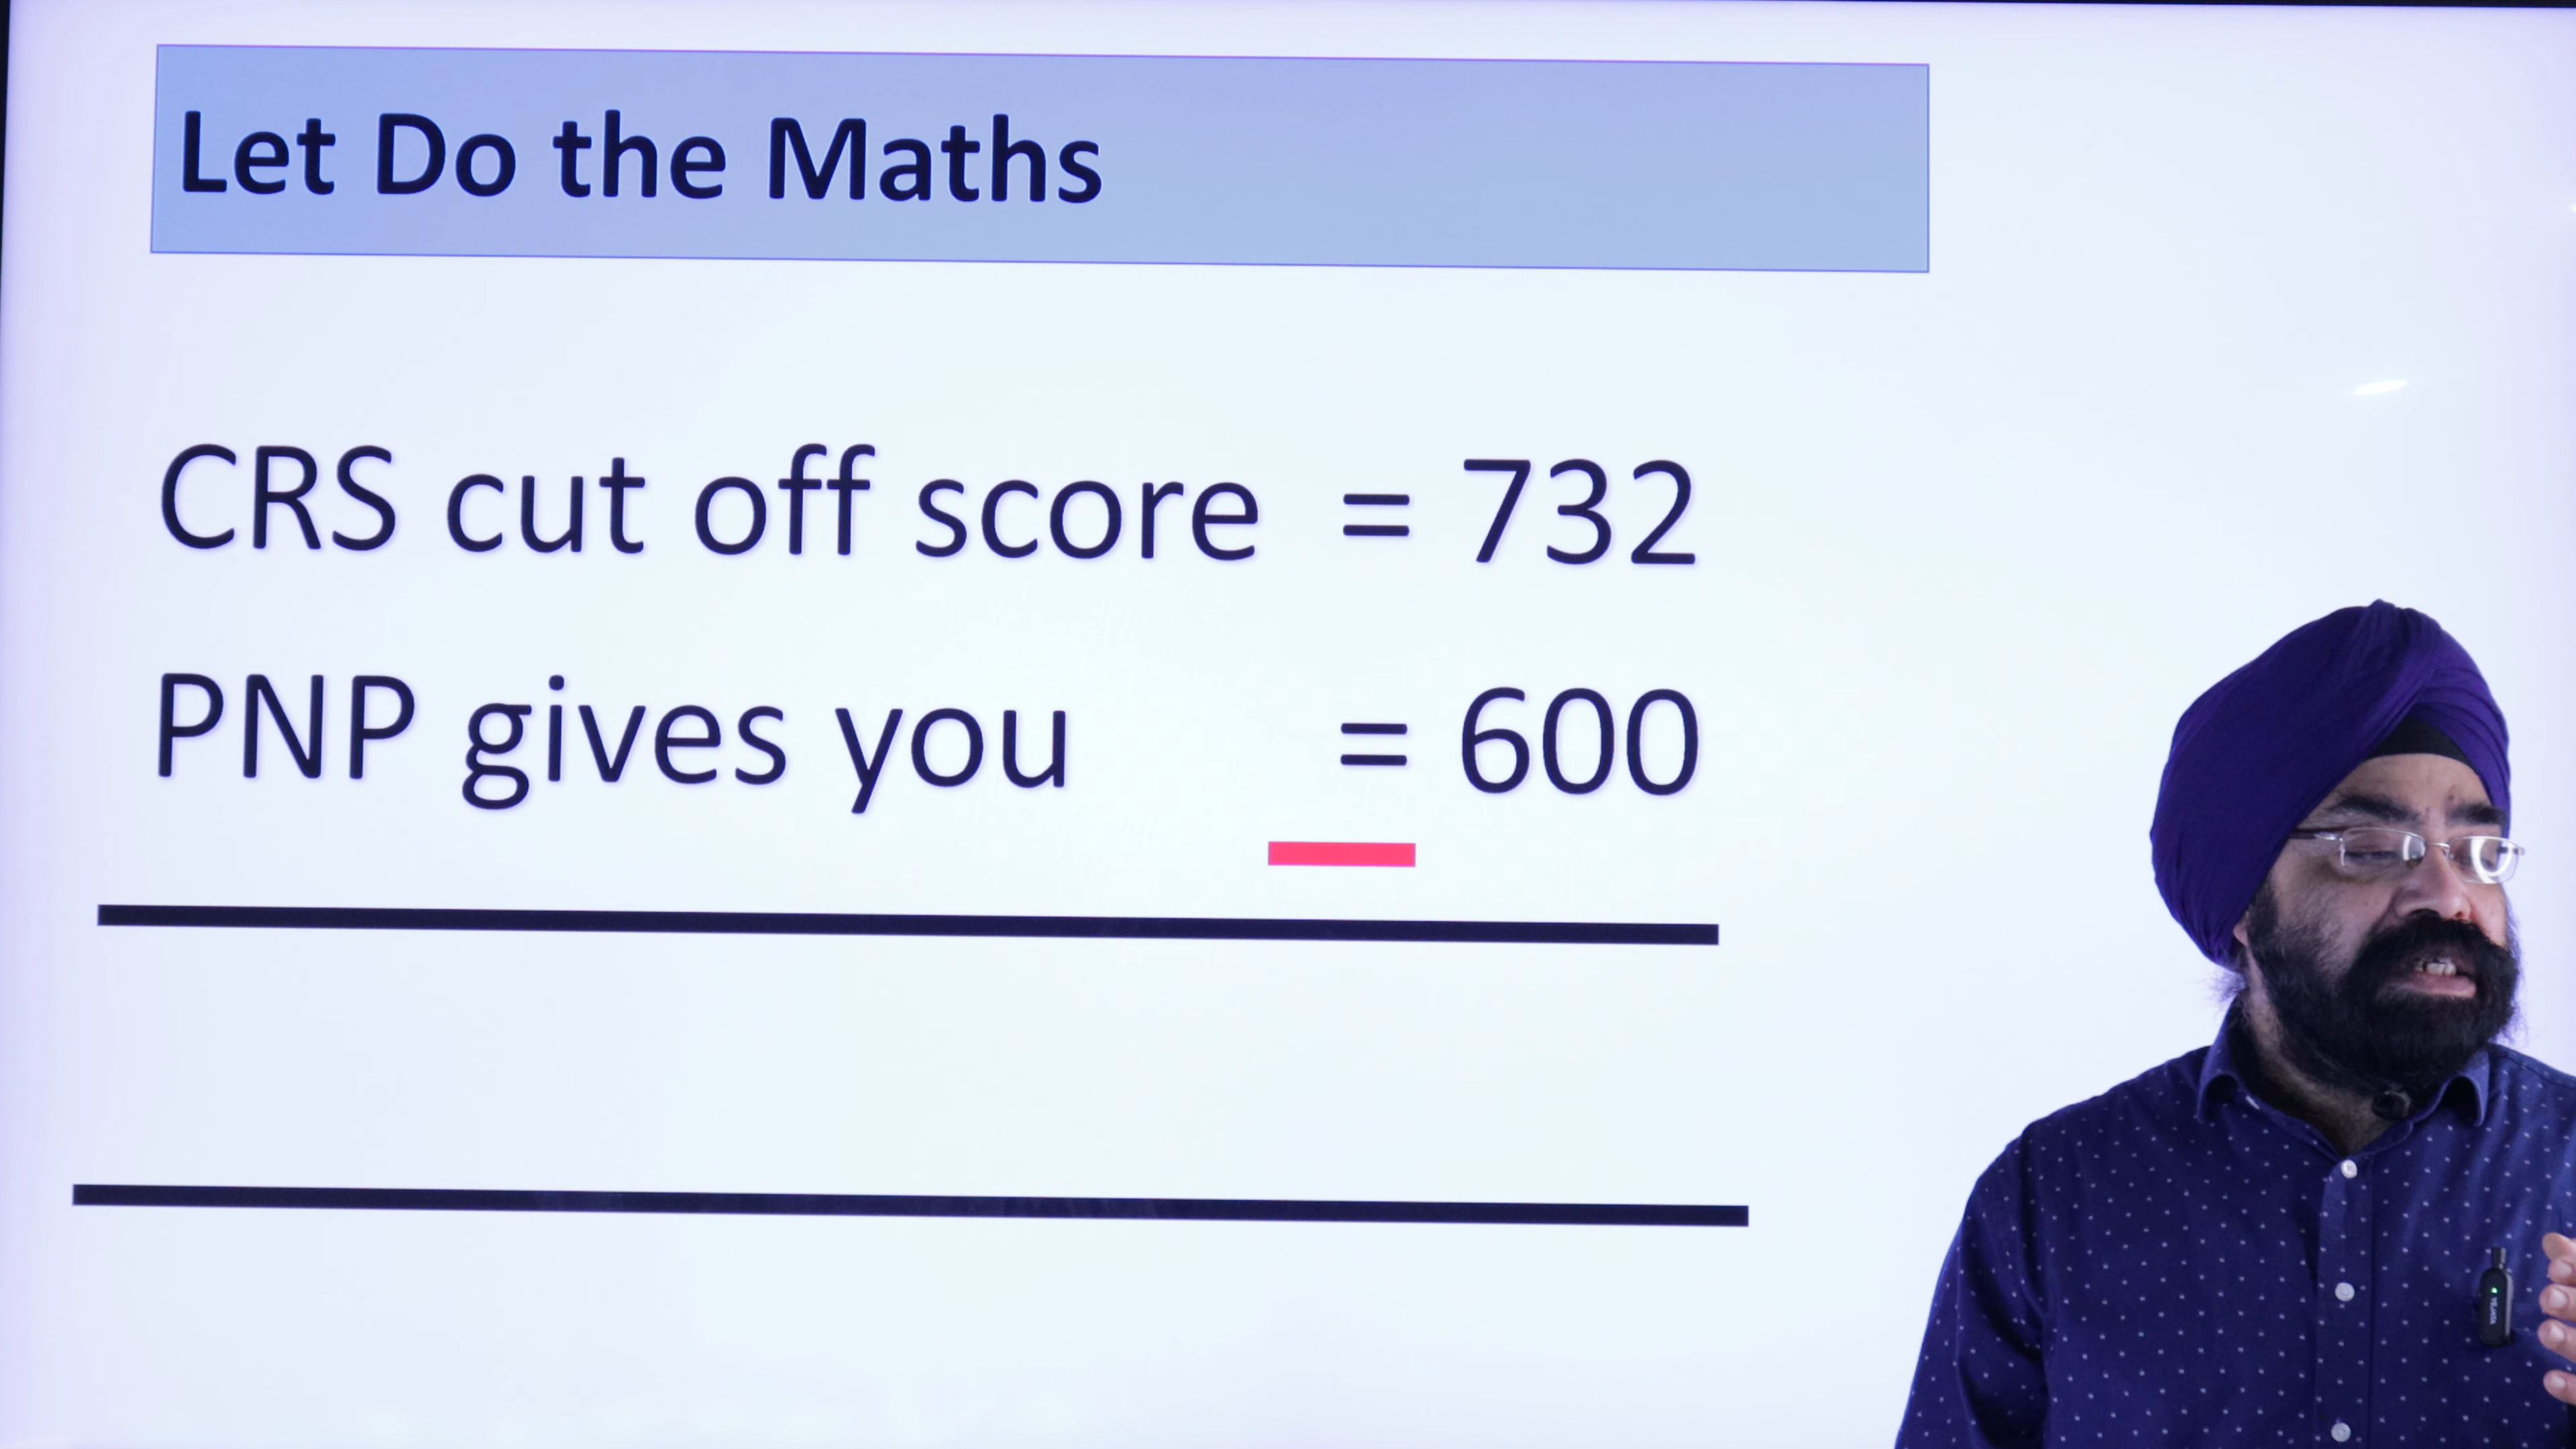 Let Do the Maths
CRS cut off score = 732
PNP gives you = 600